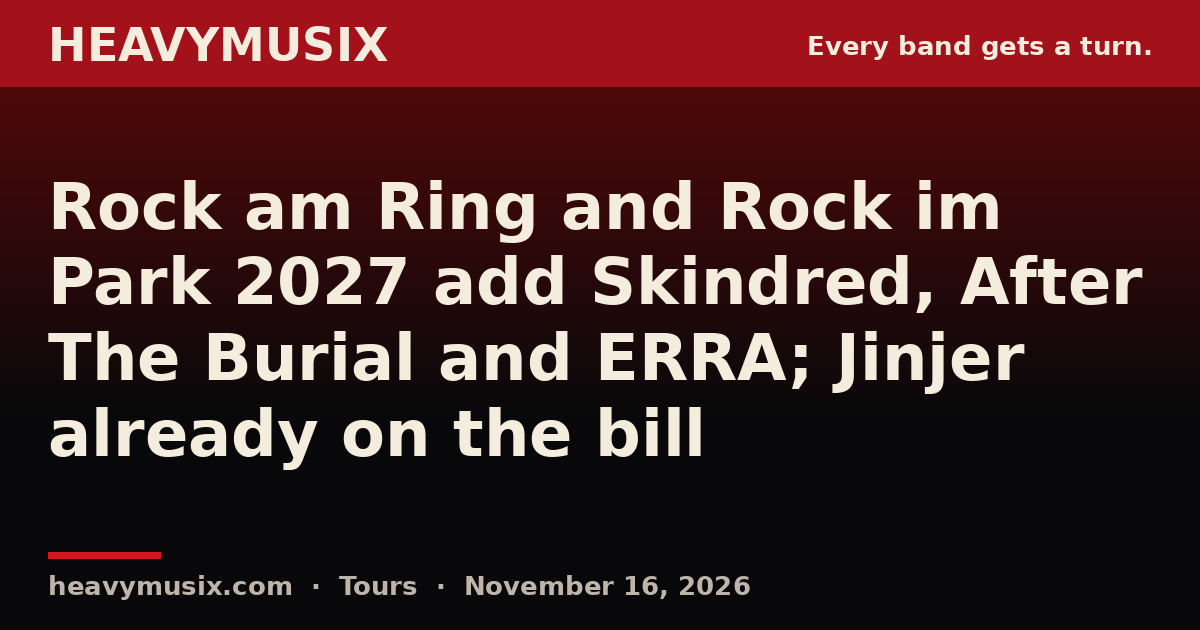 HEAVYMUSIX
Every band gets a turn.
Rock am Ring and Rock im
Park 2027 add Skindred, After
The Burial and ERRA; Jinjer
already on the bill
heavymusix.com · Tours · November 16, 2026